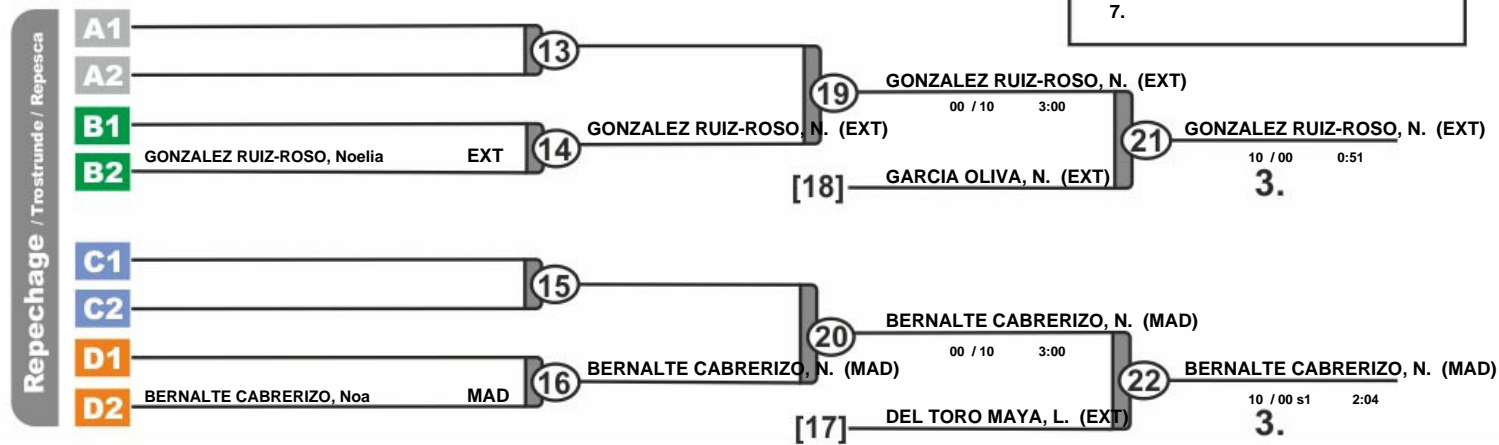 7.
Repechage / Trostrunde / Repesca
A1
13
A2
19
GONZALEZ RUIZ-ROSO, N. (EXT)
00 / 10 3:00
B1
GONZALEZ RUIZ-ROSO, N. (EXT)
21
GONZALEZ RUIZ-ROSO, N. (EXT)
GONZALEZ RUIZ-ROSO, Noelia EXT
14
10 / 00 0:51
B2
[18]
GARCIA OLIVA, N. (EXT)
3.
C1
15
C2
20
BERNALTE CABRERIZO, N. (MAD)
00 / 10 3:00
D1
BERNALTE CABRERIZO, N. (MAD)
22
BERNALTE CABRERIZO, N. (MAD)
BERNALTE CABRERIZO, Noa MAD
16
10 / 00 s1 2:04
D2
[17]
DEL TORO MAYA, L. (EXT)
3.